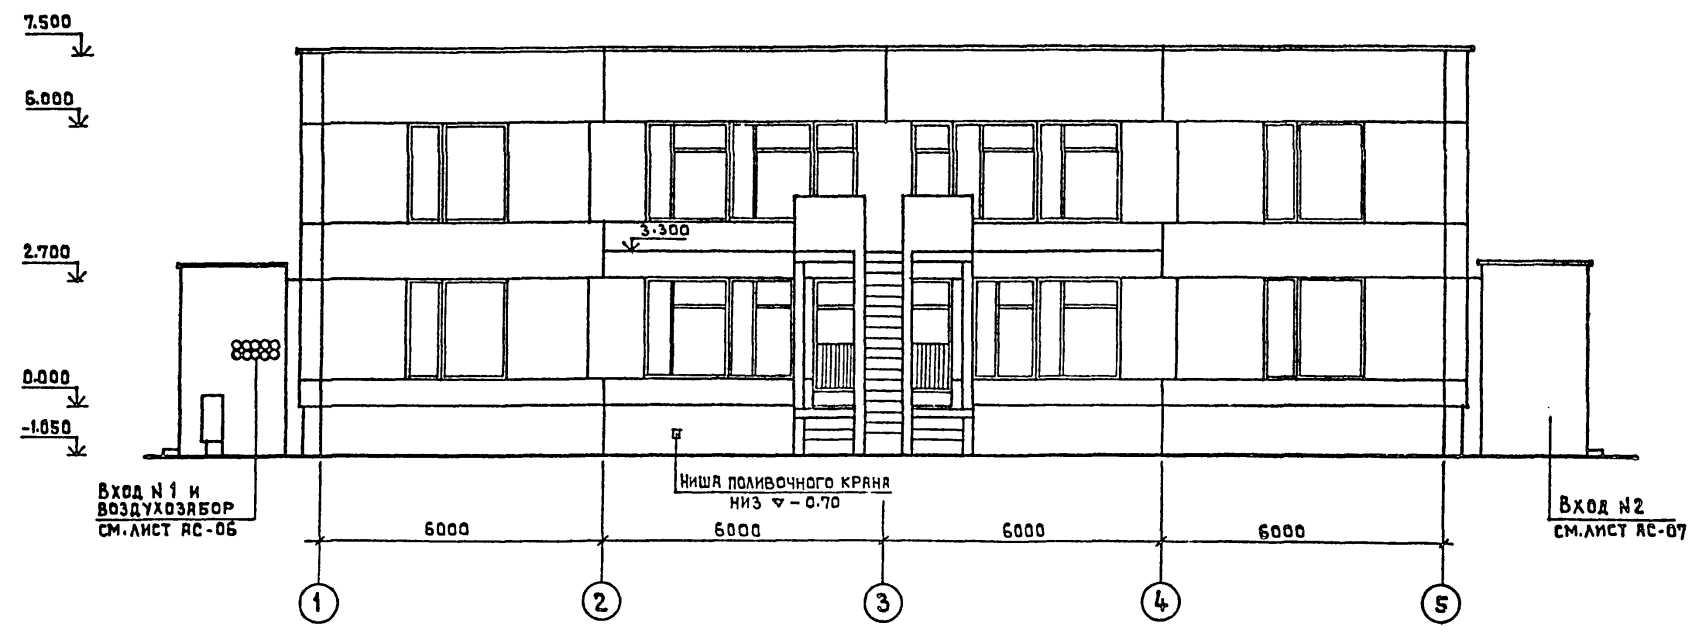 7.500
6.000
3.300
2.700
0.000
-1.050
ВХОД N1 И
ВОЗДУХОЗАБОР
СМ.ЛИСТ АС-06
НИША ПОЛИВОЧНОГО КРАНА
НИЗ ▽ -0.70
ВХОД N2
СМ.ЛИСТ АС-07
6000 6000 6000 6000
1 2 3 4 5